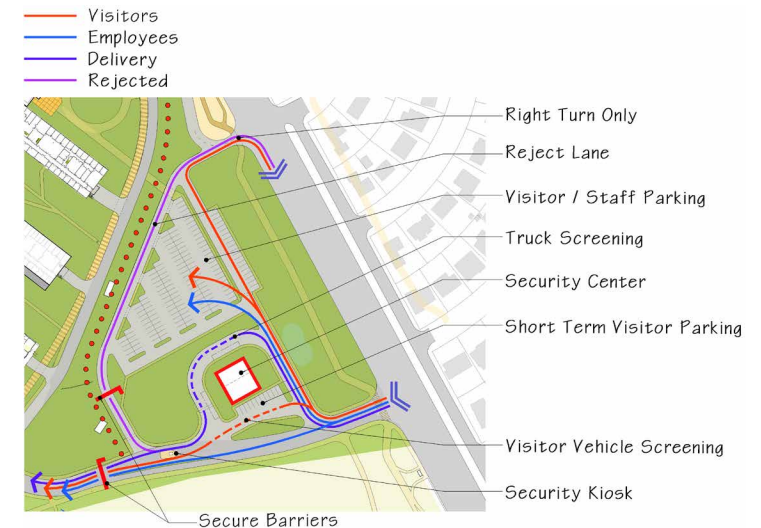 Visitors
Employees
Delivery
Rejected
Right Turn Only
Reject Lane
Visitor / Staff Parking
Truck Screening
Security Center
Short Term Visitor Parking
Visitor Vehicle Screening
Security Kiosk
Secure Barriers